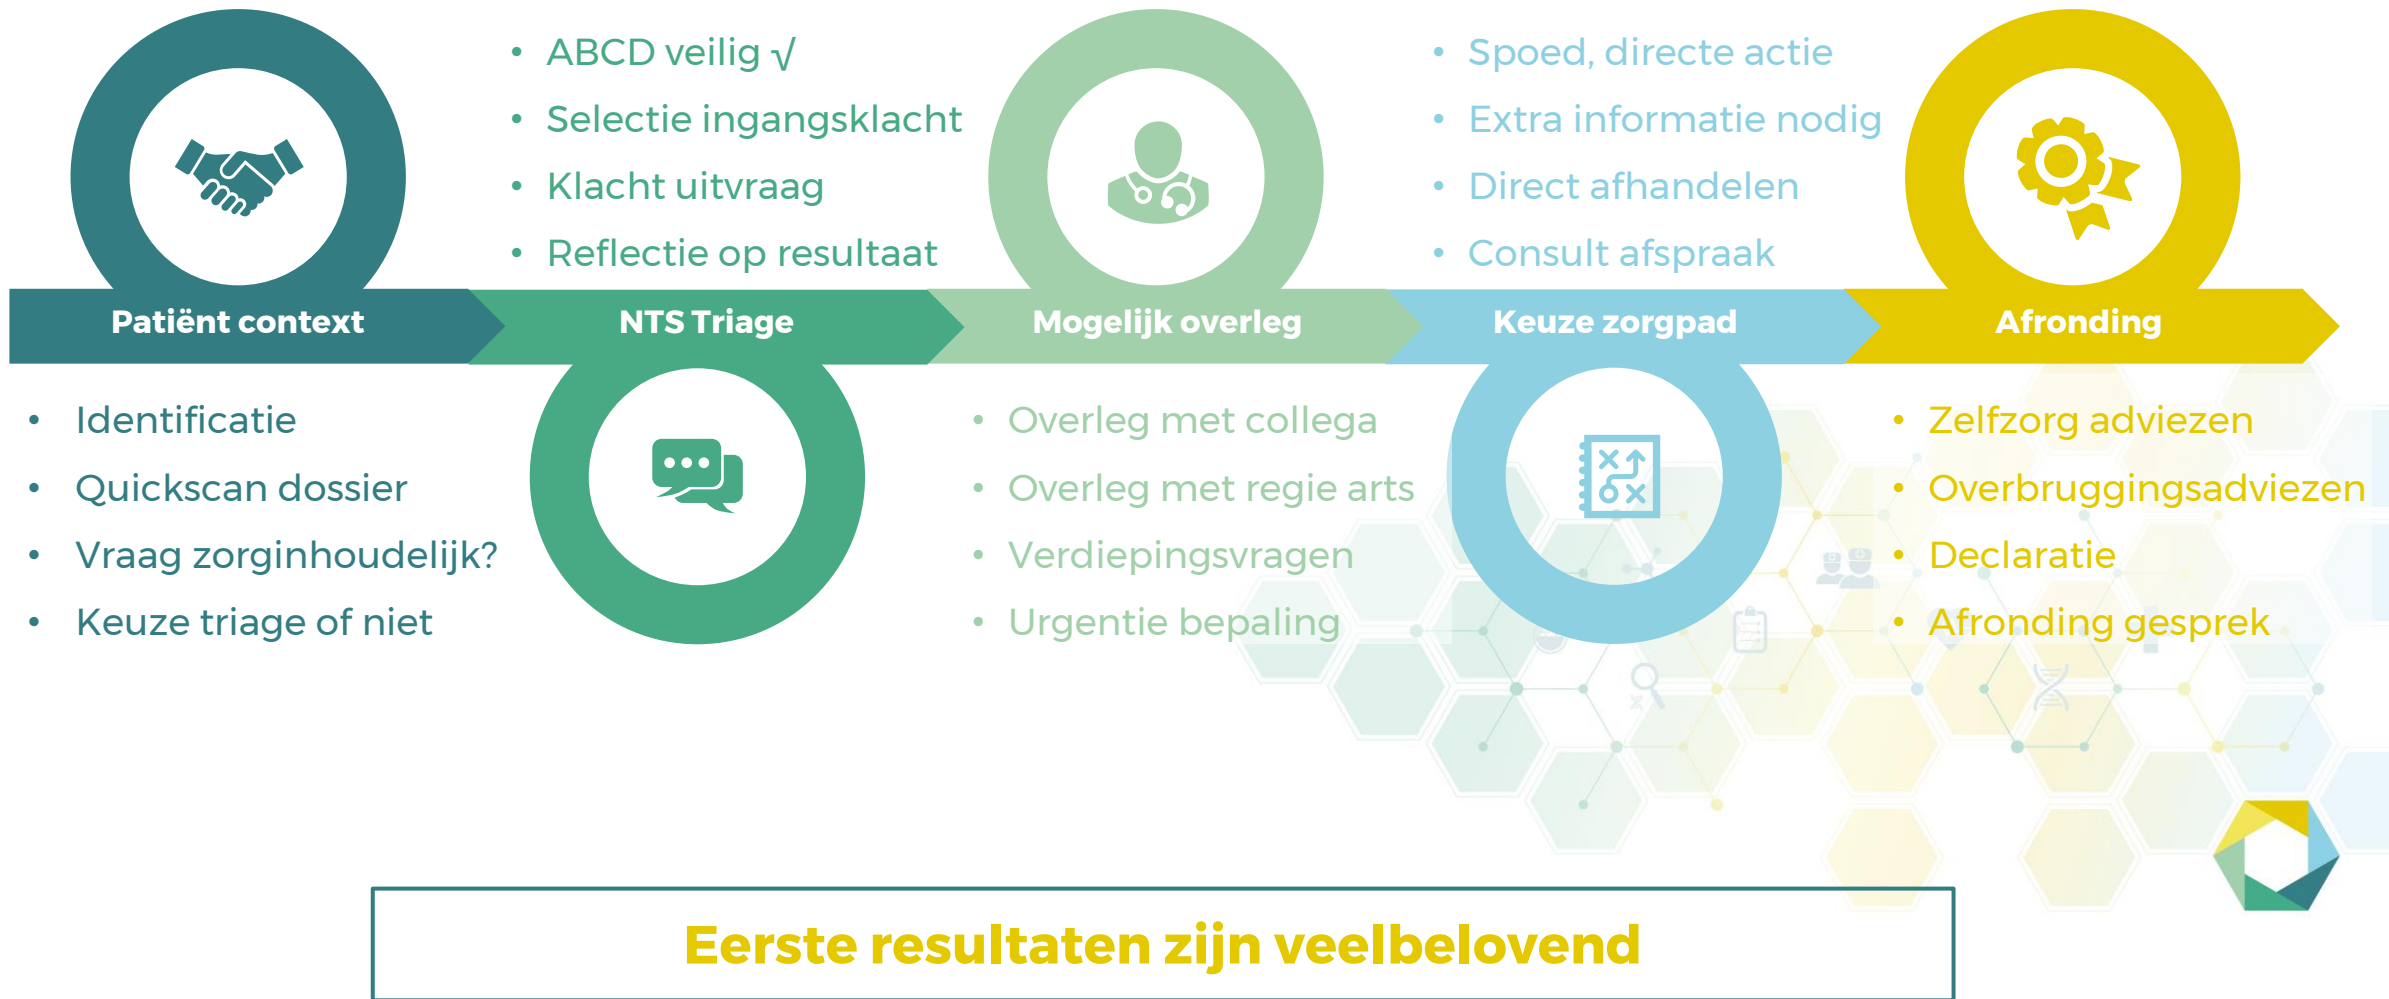 Patiënt context
• Identificatie
• Quickscan dossier
• Vraag zorginhoudelijk?
• Keuze triage of niet
• ABCD veilig √
• Selectie ingangsklacht
• Klacht uitvraag
• Reflectie op resultaat
NTS Triage
Mogelijk overleg
• Overleg met collega
• Overleg met regie arts
• Verdiepingsvragen
• Urgentie bepaling
• Spoed, directe actie
• Extra informatie nodig
• Direct afhandelen
• Consult afspraak
Keuze zorgpad
Afronding
• Zelfzorg adviezen
• Overbruggingsadviezen
• Declaratie
• Afronding gesprek
Eerste resultaten zijn veelbelovend